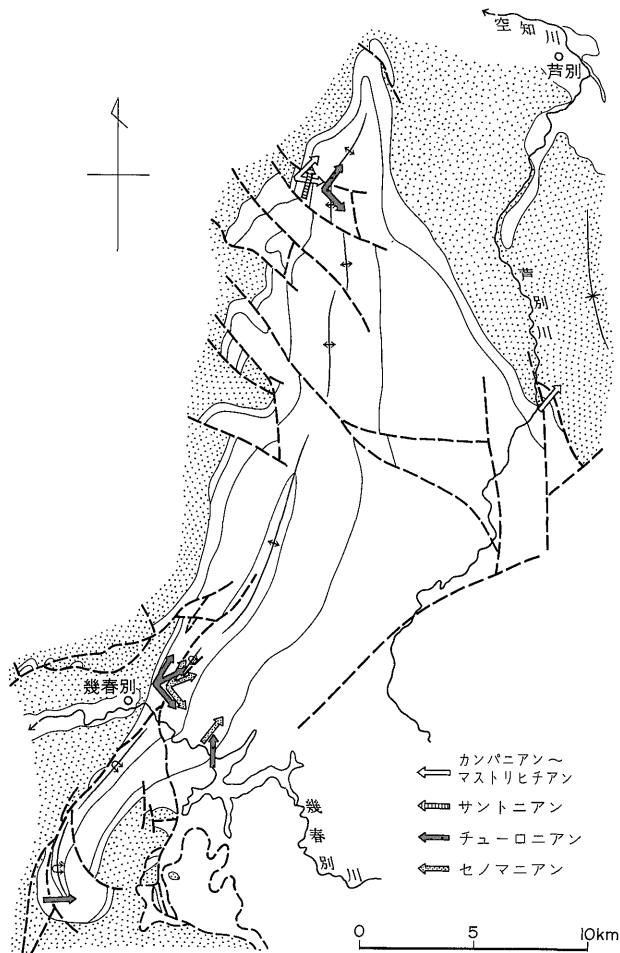 空知川
芦別
芦別川
幾春別
幾春別川
カンパニアン～
マストリヒチアン
サントニアン
チューロニアン
セノマニアン
0 5 10km